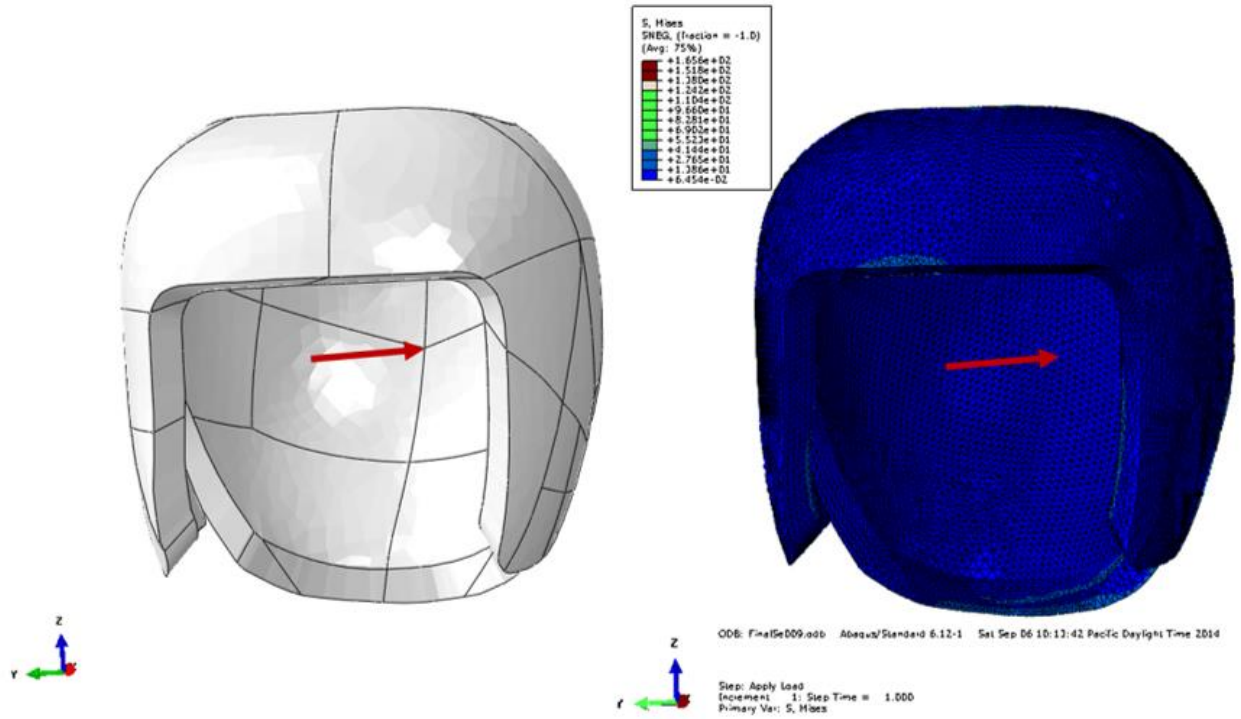 S, Mises
SNEG, (fraction = -1.0)
(Avg: 75%)
+1.656e+02
+1.518e+02
+1.380e+02
+1.242e+02
+1.104e+02
+9.660e+01
+8.281e+01
+6.902e+01
+5.523e+01
+4.144e+01
+2.765e+01
+1.386e+01
+6.454e-02
Z
Y
ODB: FinalSe009.odb Abaqus/Standard 6.12-1 Sat Sep 06 10:13:42 Pacific Daylight Time 2014
Z
Y
Step: Apply Load
Increment 1: Step Time = 1.000
Primary Var: S, Mises